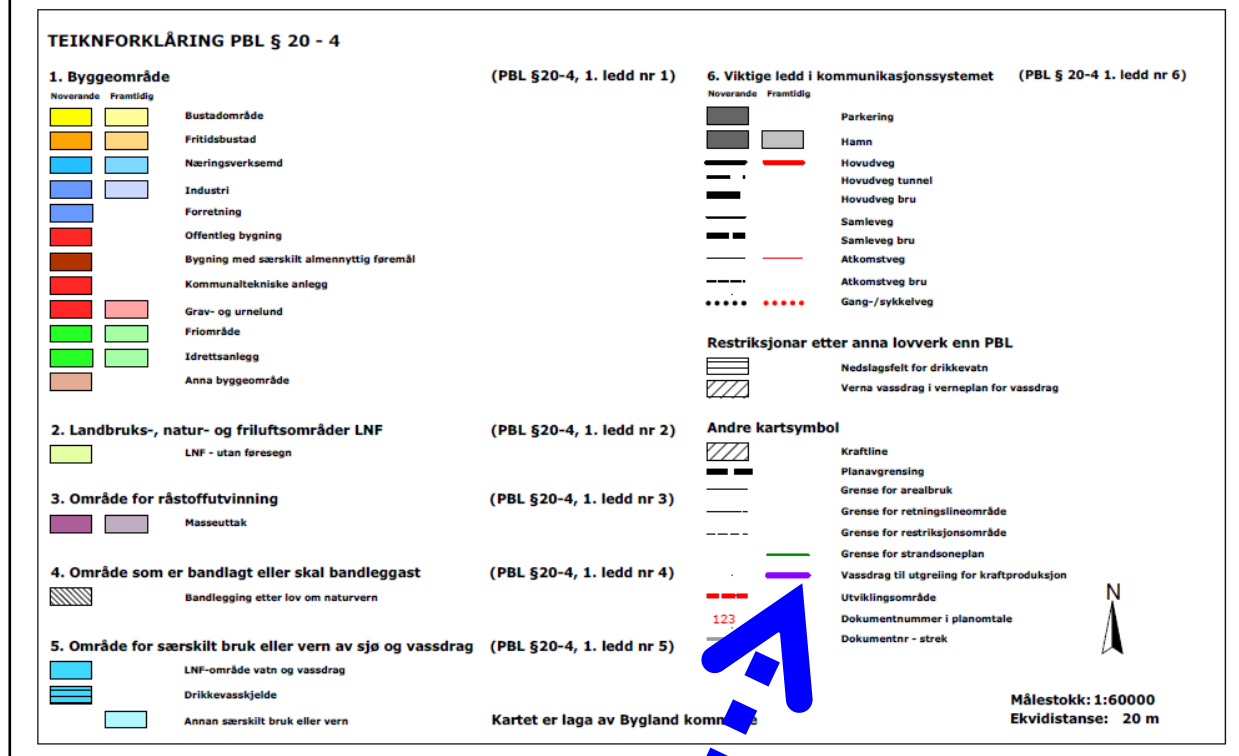 TEIKNFORKLÅRING PBL § 20 - 4
1. Byggeområde (PBL §20-4, 1. ledd nr 1)
Noverande Framtidig
Bustadområde
Fritidsbustad
Næringsverksemd
Industri
Forretning
Offentleg bygning
Bygning med særskilt almennyttig føremål
Kommunaltekniske anlegg
Grav- og urnelund
Friområde
Idrettsanlegg
Anna byggeområde
2. Landbruks-, natur- og friluftsområder LNF (PBL §20-4, 1. ledd nr 2)
LNF - utan føresegn
3. Område for råstoffutvinning (PBL §20-4, 1. ledd nr 3)
Masseuttak
4. Område som er bandlagt eller skal bandleggast (PBL §20-4, 1. ledd nr 4)
Bandlegging etter lov om naturvern
5. Område for særskilt bruk eller vern av sjø og vassdrag (PBL §20-4, 1. ledd nr 5)
LNF-område vatn og vassdrag
Drikkevasskjelde
Annan særskilt bruk eller vern
Kartet er laga av Bygland
6. Viktige ledd i kommunikasjonssystemet (PBL § 20-4 1. ledd nr 6)
Noverande Framtidig
Parkering
Hamn
Hovudveg
Hovudveg tunnel
Hovudveg bru
Samleveg
Samleveg bru
Atkomstveg
Atkomstveg bru
Gang-/sykkelveg
Restriksjonar etter anna lovverk enn PBL
Nedslagsfelt for drikkevatn
Verna vassdrag i verneplan for vassdrag
Andre kartsymbol
Kraftline
Planavgrensing
Grense for arealbruk
Grense for retningslineområde
Grense for restriksjonsområde
Grense for strandsoneplan
Vassdrag til utgreiing for kraftproduksjon
Utviklingsområde
123 Dokumentnummer i planomtale
Dokumentnr - strek
N
Målestokk: 1:60000
Ekvidistanse: 20 m